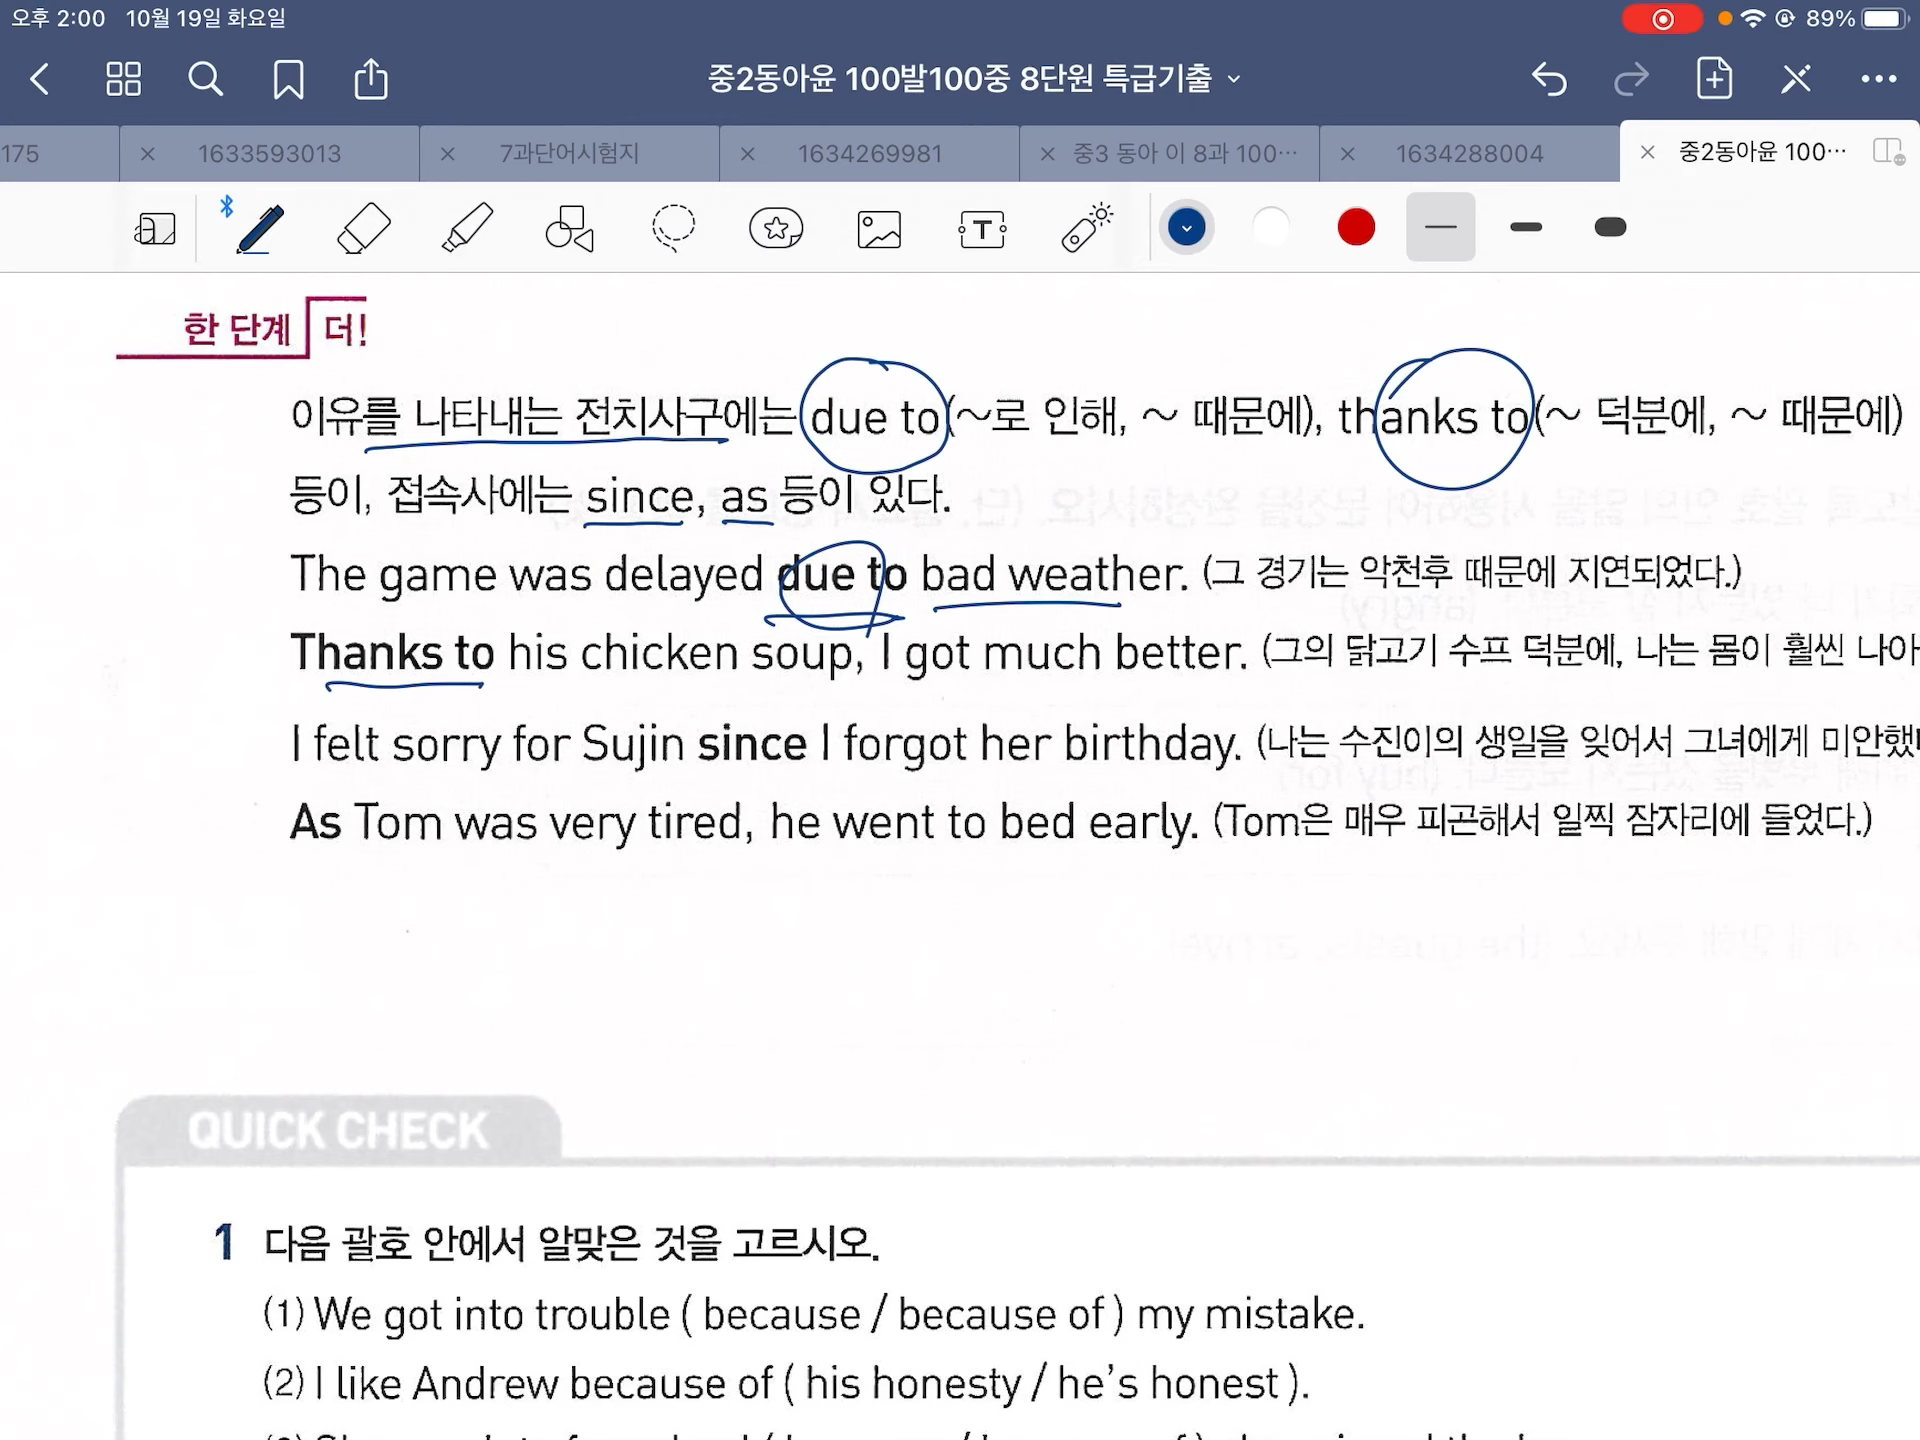 오후 2:00 10월 19일 화요일 89%
중2동아윤 100발100중 8단원 특급기출
175 1633593013 7과단어시험지 1634269981 중3 동아 이 8과 100… 1634288004 중2동아윤 100…
한 단계 더!
이유를 나타내는 전치사구에는 due to(~로 인해, ~ 때문에), thanks to(~ 덕분에, ~ 때문에)
등이, 접속사에는 since, as 등이 있다.
The game was delayed due to bad weather. (그 경기는 악천후 때문에 지연되었다.)
Thanks to his chicken soup, I got much better. (그의 닭고기 수프 덕분에, 나는 몸이 훨씬 나아
I felt sorry for Sujin since I forgot her birthday. (나는 수진이의 생일을 잊어서 그녀에게 미안했
As Tom was very tired, he went to bed early. (Tom은 매우 피곤해서 일찍 잠자리에 들었다.)
QUICK CHECK
1 다음 괄호 안에서 알맞은 것을 고르시오.
(1) We got into trouble ( because / because of ) my mistake.
(2) I like Andrew because of ( his honesty / he's honest ).